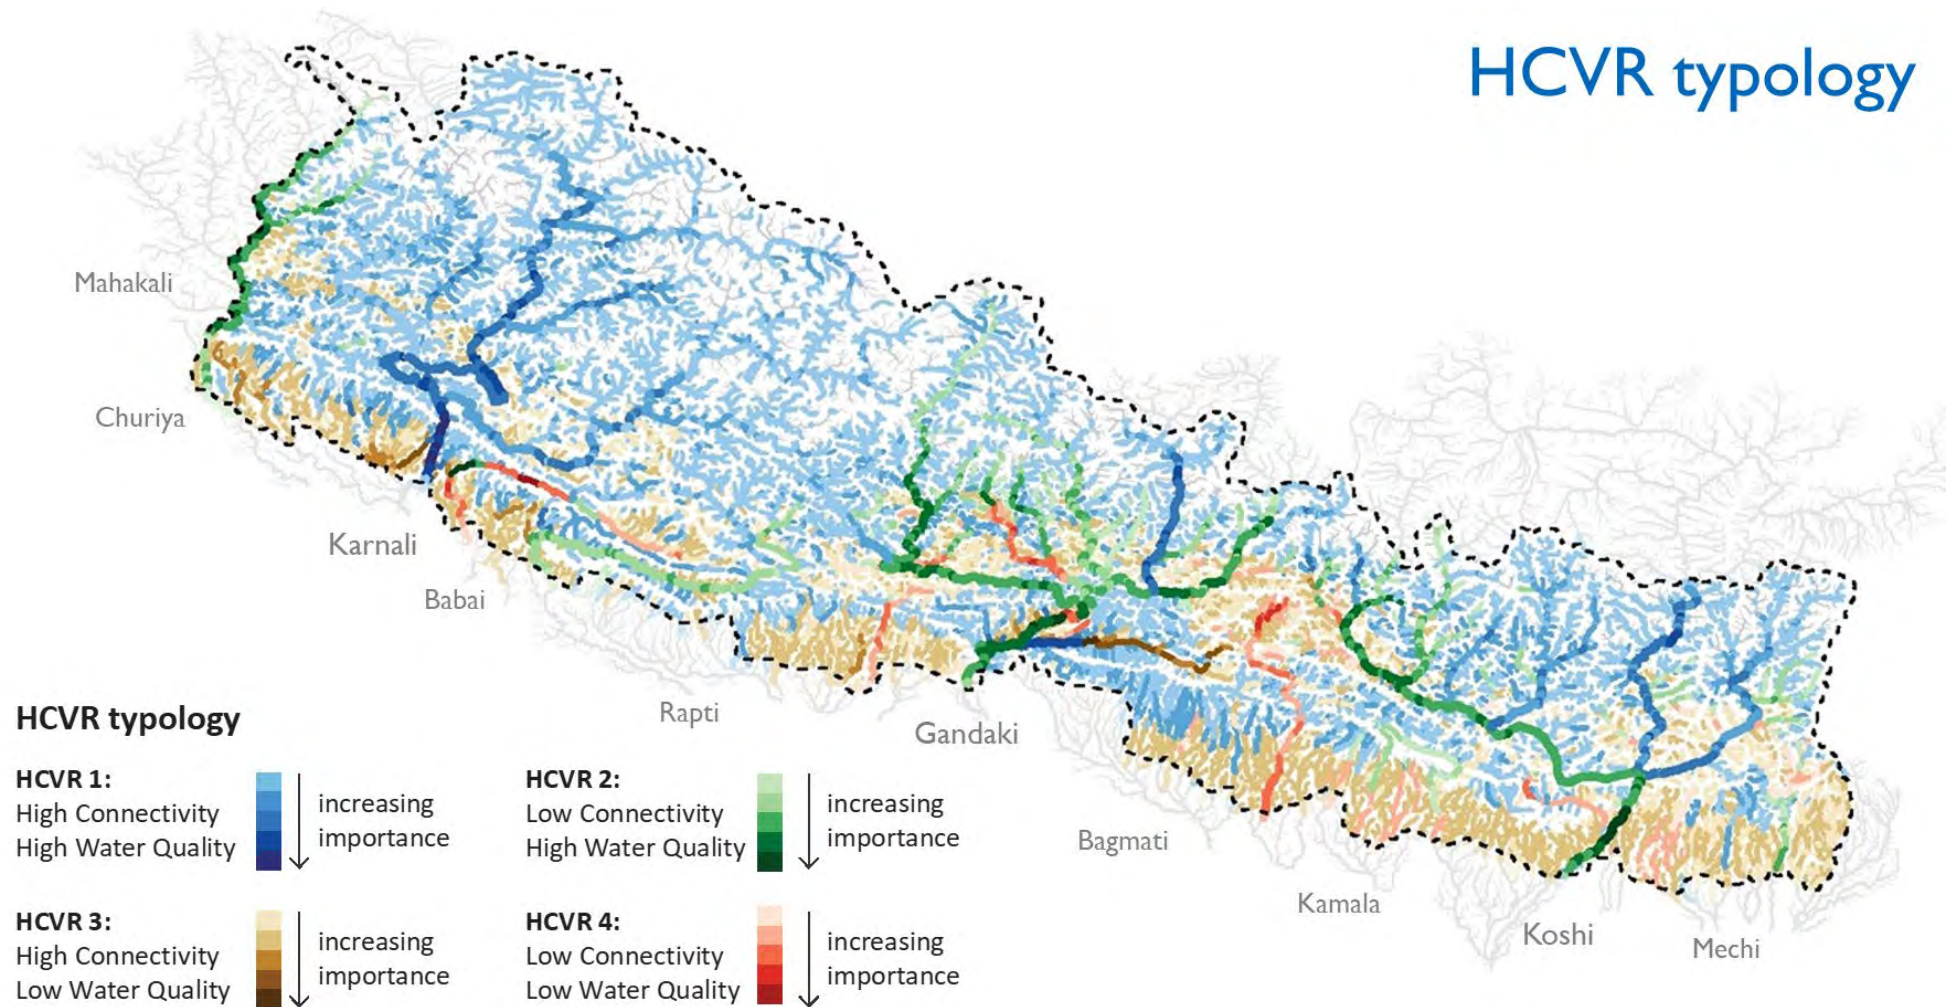 HCVR typology
Mahakali
Churiya
Karnali
Babai
Rapti
Gandaki
Bagmati
Kamala
Koshi
Mechi
HCVR typology
HCVR 1:
High Connectivity
High Water Quality
increasing
importance
HCVR 2:
Low Connectivity
High Water Quality
increasing
importance
HCVR 3:
High Connectivity
Low Water Quality
increasing
importance
HCVR 4:
Low Connectivity
Low Water Quality
increasing
importance